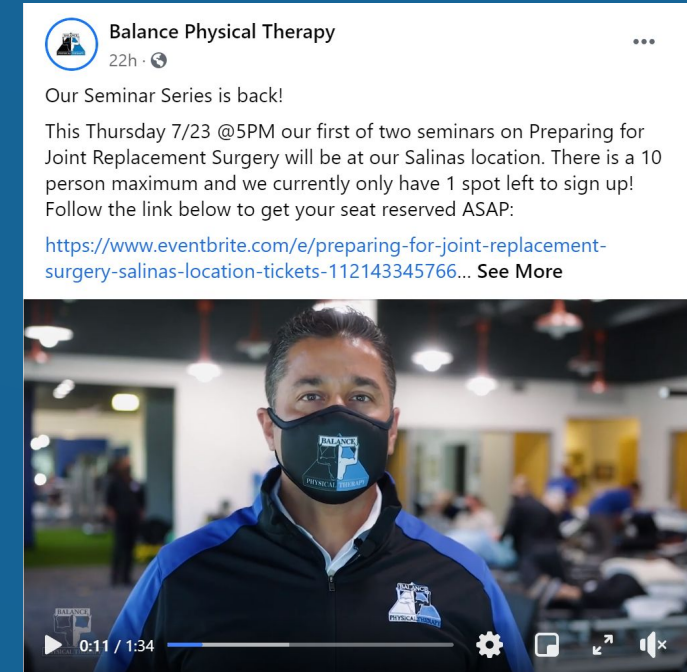 Balance Physical Therapy
22h ·
Our Seminar Series is back!
This Thursday 7/23 @5PM our first of two seminars on Preparing for
Joint Replacement Surgery will be at our Salinas location. There is a 10
person maximum and we currently only have 1 spot left to sign up!
Follow the link below to get your seat reserved ASAP:
https://www.eventbrite.com/e/preparing-for-joint-replacement-
surgery-salinas-location-tickets-112143345766... See More
BALANCE
PHYSICAL THERAPY
BALANCE
PHYSICAL THERAPY
BALANCE
0:11 / 1:34